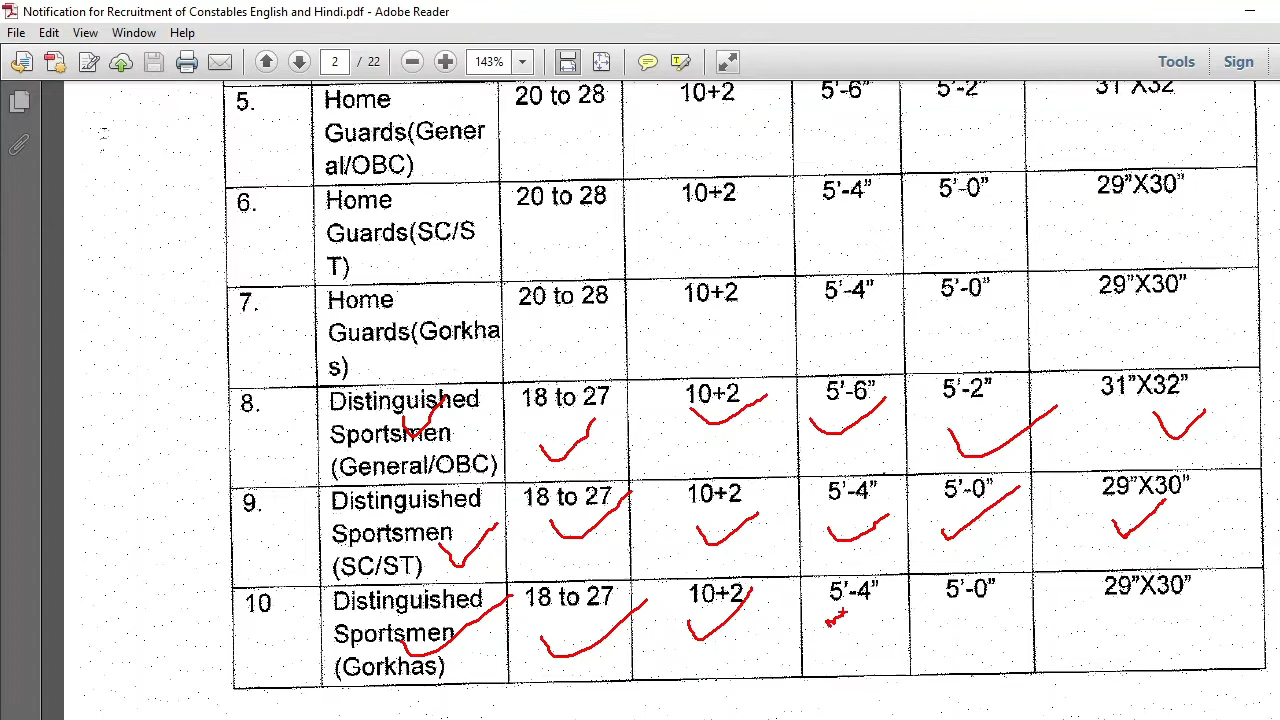 Notification for Recruitment of Constables English and Hindi.pdf - Adobe Reader
File Edit View Window Help
2 / 22 143% Tools Sign
5. Home 20 to 28 10+2 5'-6" 5'-2" 31"X32"
Guards(Gener
al/OBC)
6. Home 20 to 28 10+2 5'-4" 5'-0" 29"X30"
Guards(SC/S
T)
7. Home 20 to 28 10+2 5'-4" 5'-0" 29"X30"
Guards(Gorkha
s)
8. Distinguished 18 to 27 10+2 5'-6" 5'-2" 31"X32"
Sportsmen
(General/OBC)
9. Distinguished 18 to 27 10+2 5'-4" 5'-0" 29"X30"
Sportsmen
(SC/ST)
10 Distinguished 18 to 27 10+2 5'-4" 5'-0" 29"X30"
Sportsmen
(Gorkhas)